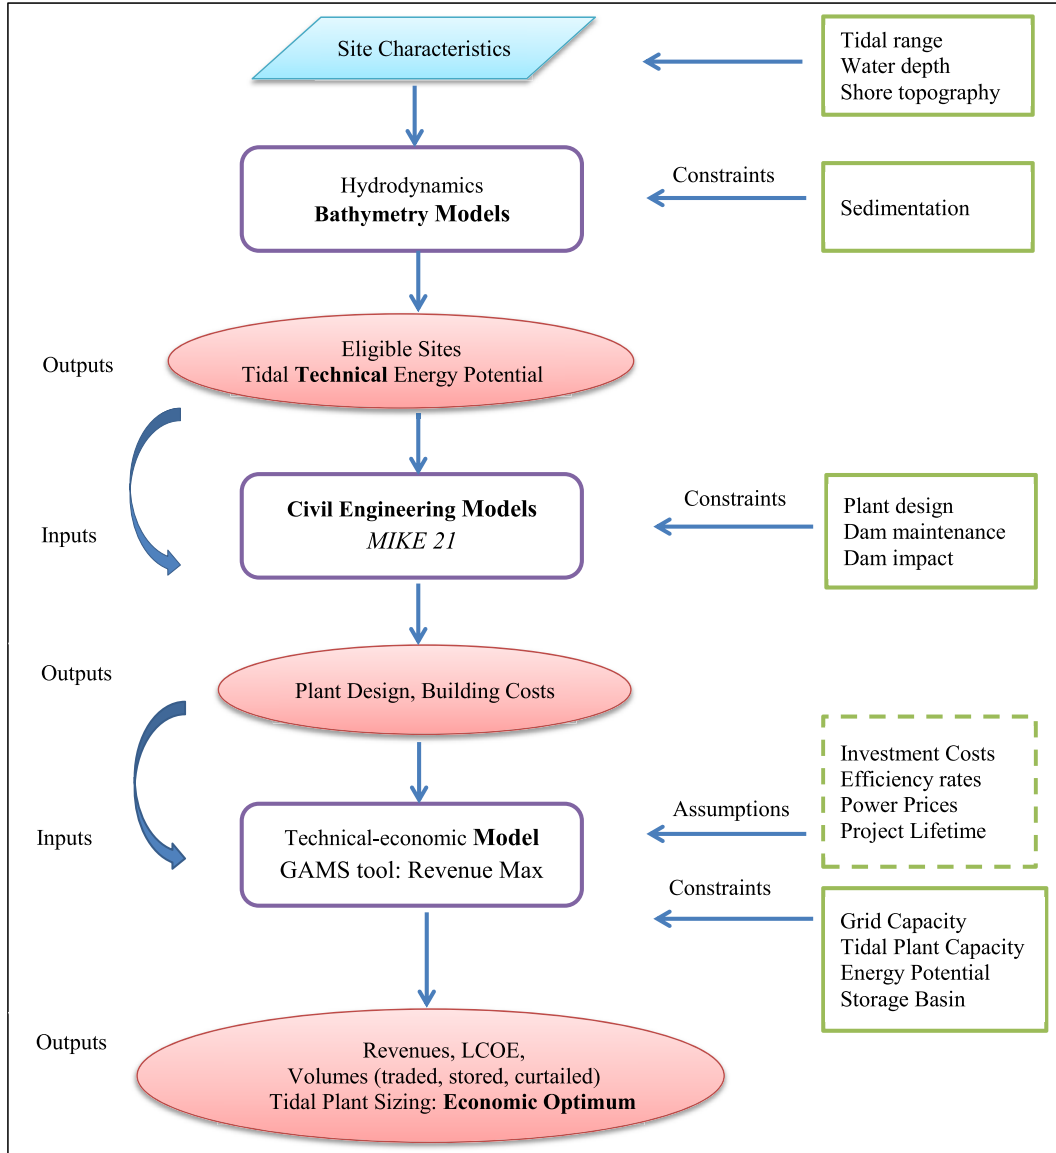 Site Characteristics
Tidal range
Water depth
Shore topography
Hydrodynamics
Bathymetry Models
Constraints
Sedimentation
Outputs
Eligible Sites
Tidal Technical Energy Potential
Inputs
Civil Engineering Models
MIKE 21
Constraints
Plant design
Dam maintenance
Dam impact
Outputs
Plant Design, Building Costs
Inputs
Technical-economic Model
GAMS tool: Revenue Max
Assumptions
Investment Costs
Efficiency rates
Power Prices
Project Lifetime
Constraints
Grid Capacity
Tidal Plant Capacity
Energy Potential
Storage Basin
Outputs
Revenues, LCOE,
Volumes (traded, stored, curtailed)
Tidal Plant Sizing: Economic Optimum